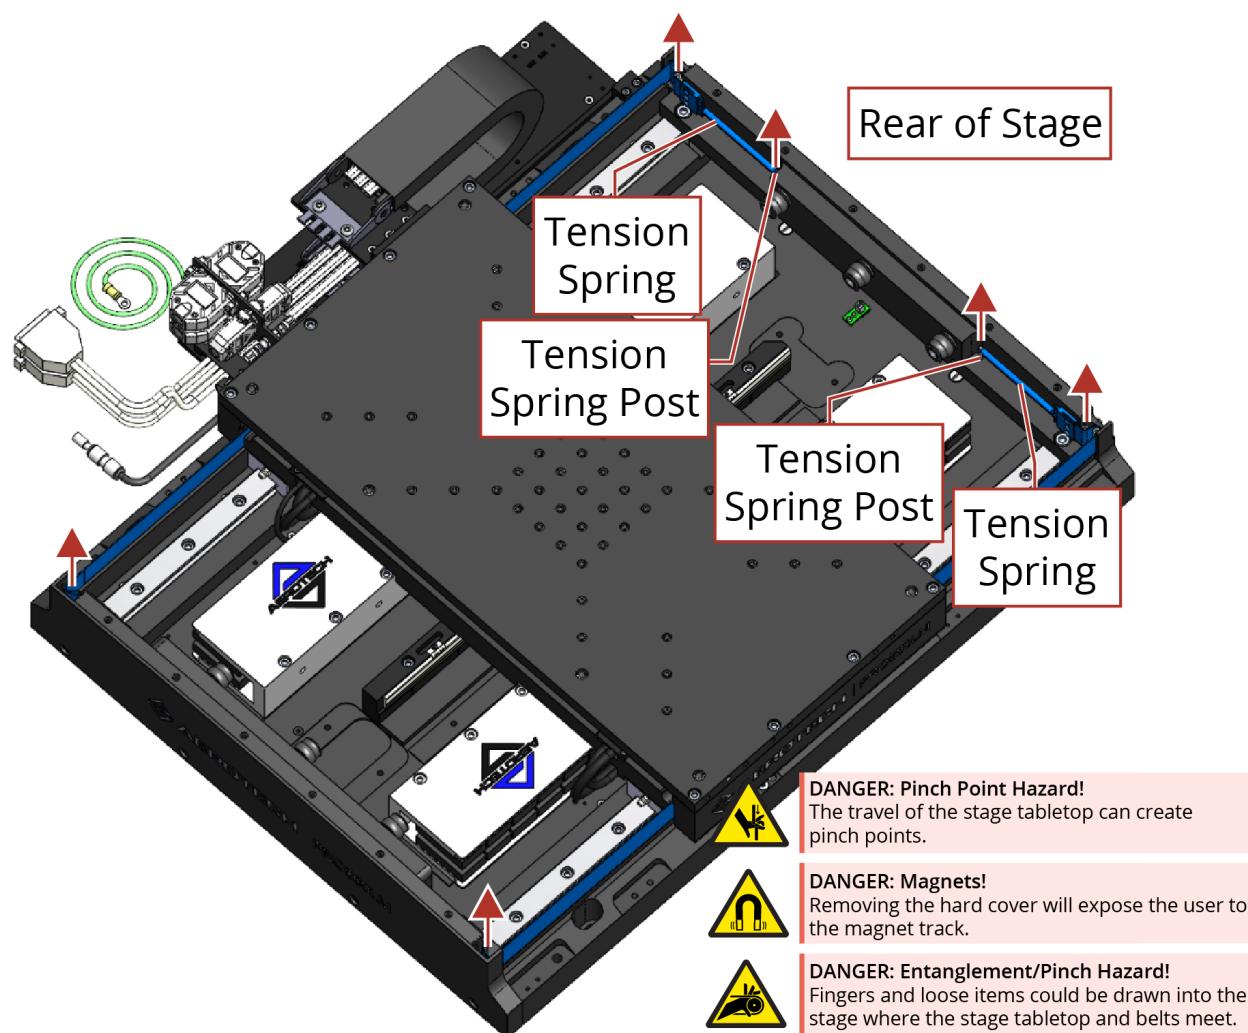 Rear of Stage
Tension
Spring
Tension
Spring Post
Tension
Spring Post
Tension
Spring
AEROTECH
AEROTECH
DANGER: Pinch Point Hazard!
The travel of the stage tabletop can create
pinch points.
DANGER: Magnets!
Removing the hard cover will expose the user to
the magnet track.
DANGER: Entanglement/Pinch Hazard!
Fingers and loose items could be drawn into the
stage where the stage tabletop and belts meet.